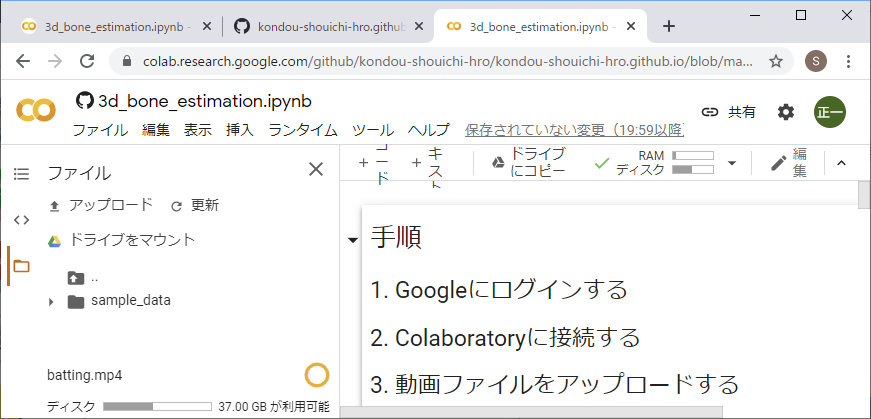 3d_bone_estimation.ipynb -
kondou-shouichi-hro.github
3d_bone_estimation.ipynb -
colab.research.google.com/github/kondou-shouichi-hro/kondou-shouichi-hro.github.io/blob/ma...
S
3d_bone_estimation.ipynb
共有
正一
ファイル 編集 表示 挿入 ランタイム ツール ヘルプ 保存されていない変更（19:59以降）
ファイル
+ コード
+ キスト
ドライブにコピー
RAM
ディスク
編集
アップロード
更新
ドライブをマウント
..
sample_data
batting.mp4
ディスク
37.00 GB が利用可能
手順
1. Googleにログインする
2. Colaboratoryに接続する
3. 動画ファイルをアップロードする